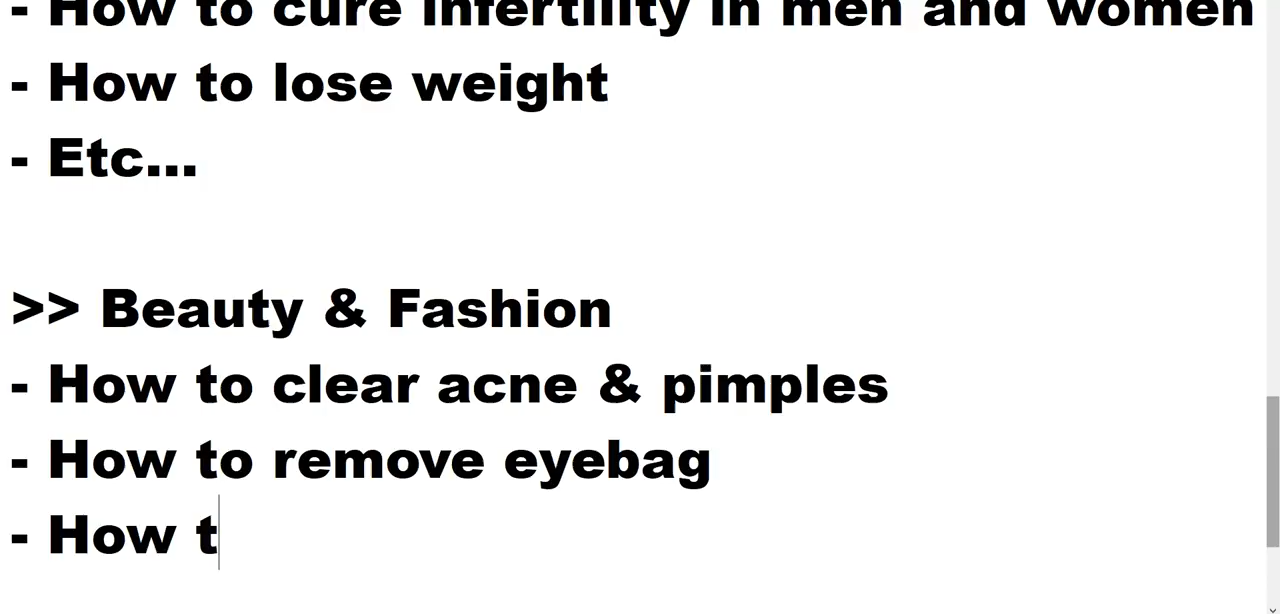 - How to cure infertility in men and women
- How to lose weight
- Etc...
>> Beauty & Fashion
- How to clear acne & pimples
- How to remove eyebag
- How t